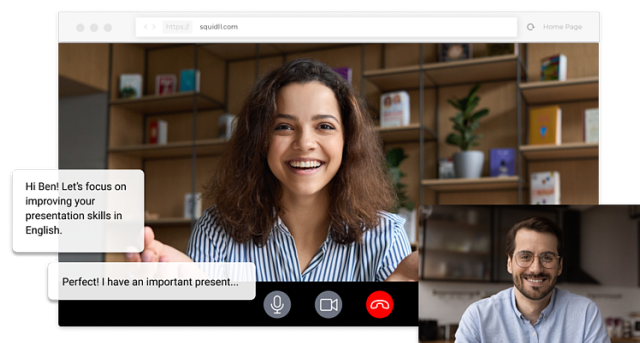 https://
squidll.com
Home Page
Hi Ben! Let's focus on
improving your
presentation skills in
English.
Perfect! I have an important present...